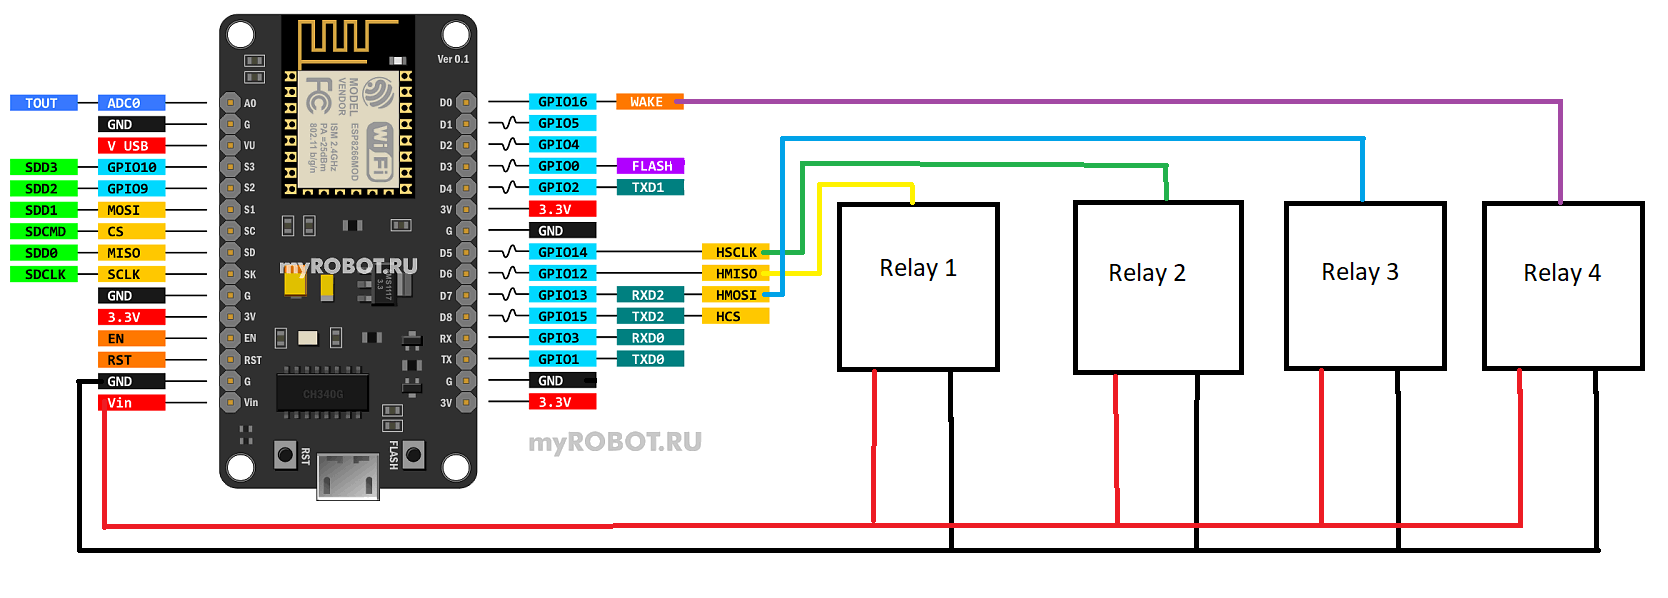 Ver 0.1
MODEL
VENDOR
ESP8266MOD
ISM 2.4GHz
PA +25dBm
802.11 b/g/n
FC
WiFi
TOUT ADC0 A0 D0 GPIO16 WAKE
GND G D1 GPIO5
V USB VU D2 GPIO4
SDD3 GPIO10 S3 D3 GPIO0 FLASH
SDD2 GPIO9 S2 D4 GPIO2 TXD1
SDD1 MOSI S1 3V 3.3V
SDCMD CS SC G GND
SDD0 MISO SD D5 GPIO14 HSCLK
SDCLK SCLK SK D6 GPIO12 HMISO
GND G D7 GPIO13 RXD2 HMOSI
3.3V 3V D8 GPIO15 TXD2 HCS
EN EN RX GPIO3 RXD0
RST RST TX GPIO1 TXD0
GND G G GND
Vin Vin 3V 3.3V
myROBOT.RU
CH340G
RST
FLASH
myROBOT.RU
Relay 1
Relay 2
Relay 3
Relay 4